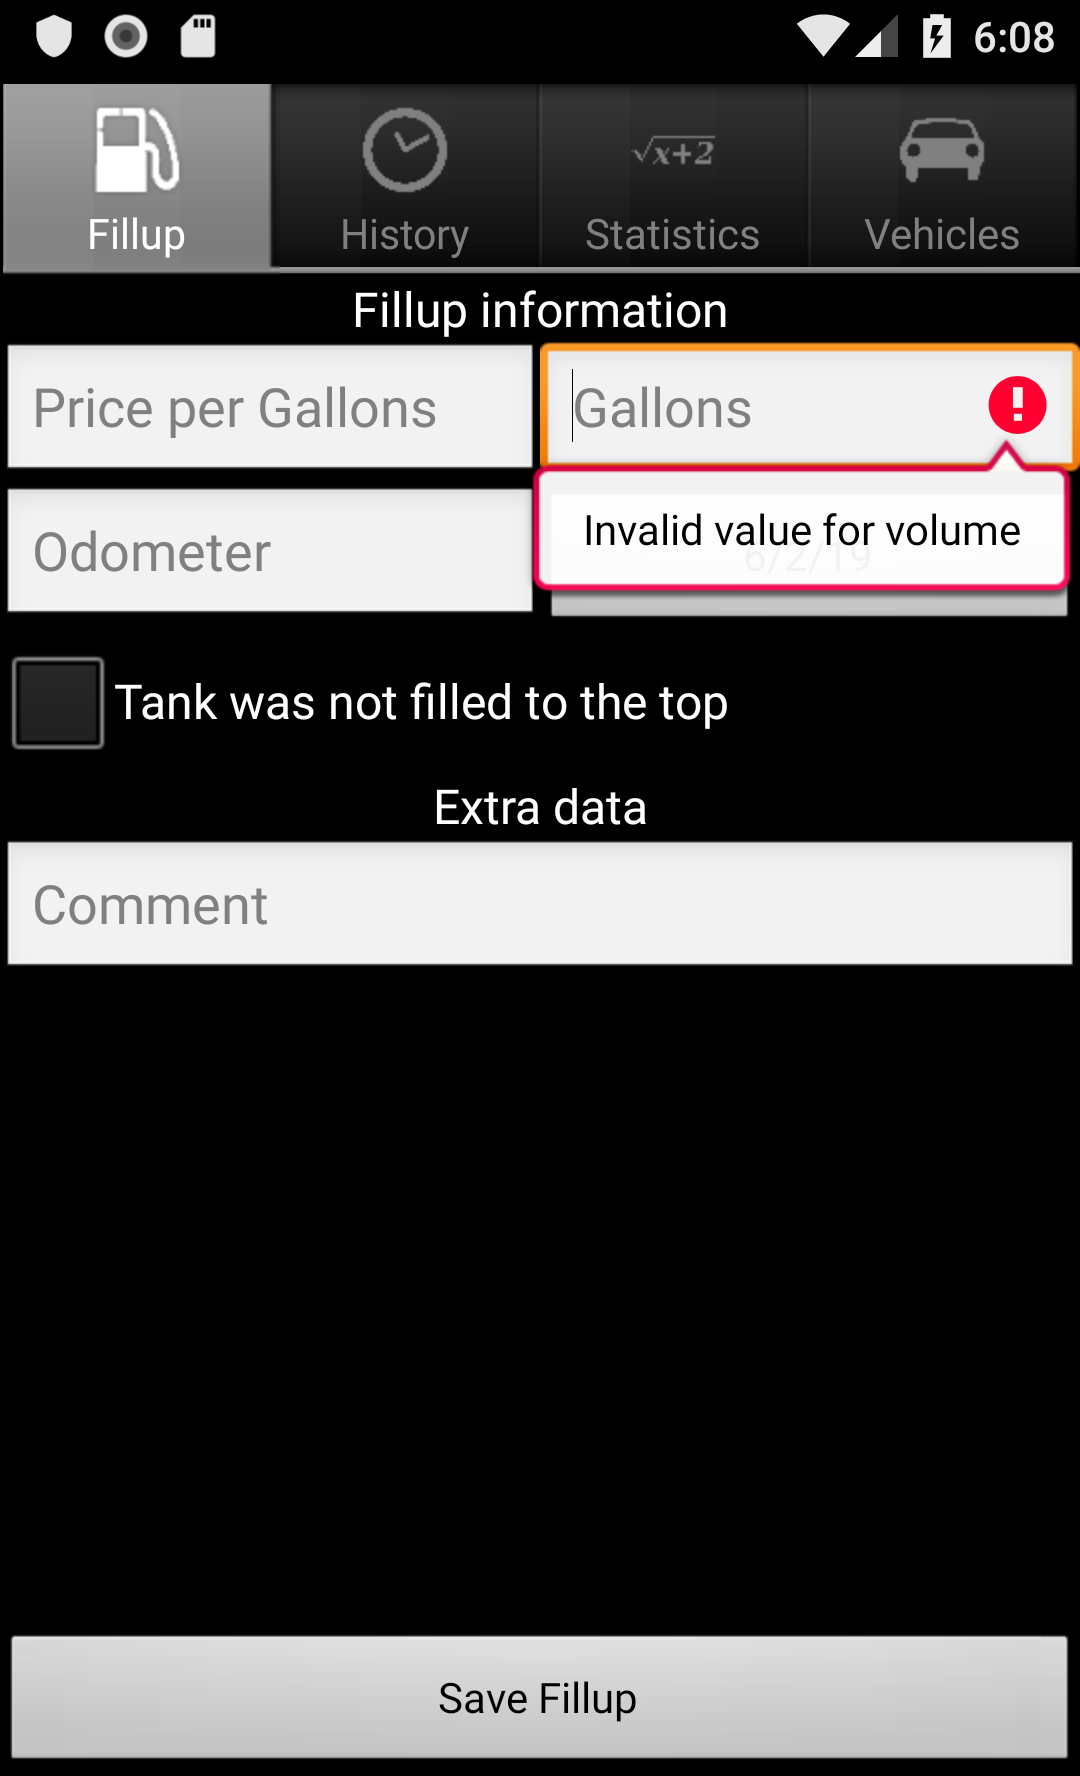 6:08
√x+2
Fillup History Statistics Vehicles
Fillup information
Price per Gallons Gallons
Invalid value for volume
Odometer 6/2/19
Tank was not filled to the top
Extra data
Comment
Save Fillup